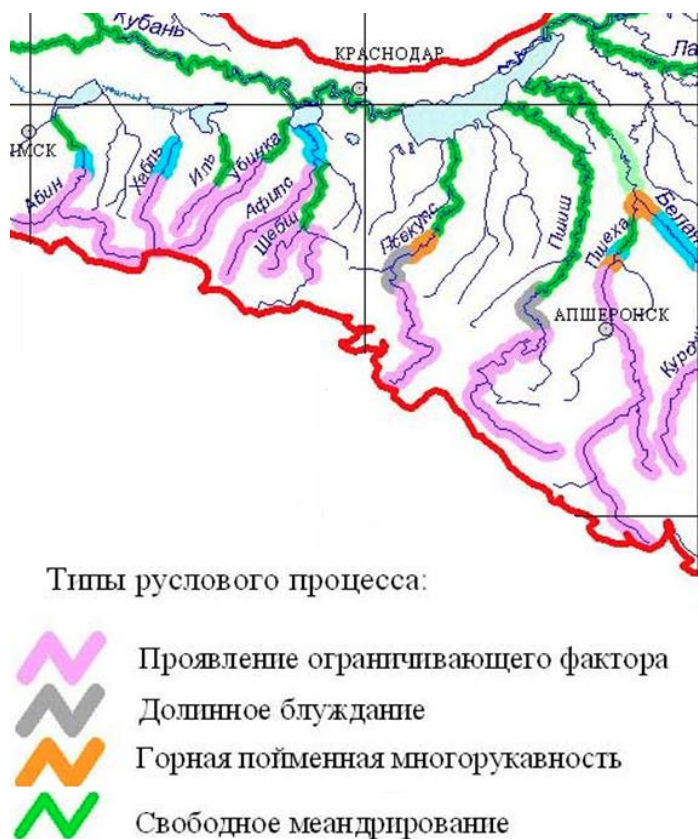 Кубань
КРАСНОДАР
Ла
МСК
Абин
Хабль
Иль
Убинка
Афипс
Шебш
Псекупс
Пшиш
Пшеха
Белая
АПШЕРОНСК
Курд
Типы руслового процесса:
Проявление ограничивающего фактора
Долинное блуждание
Горная пойменная многорукавность
Свободное меандрирование